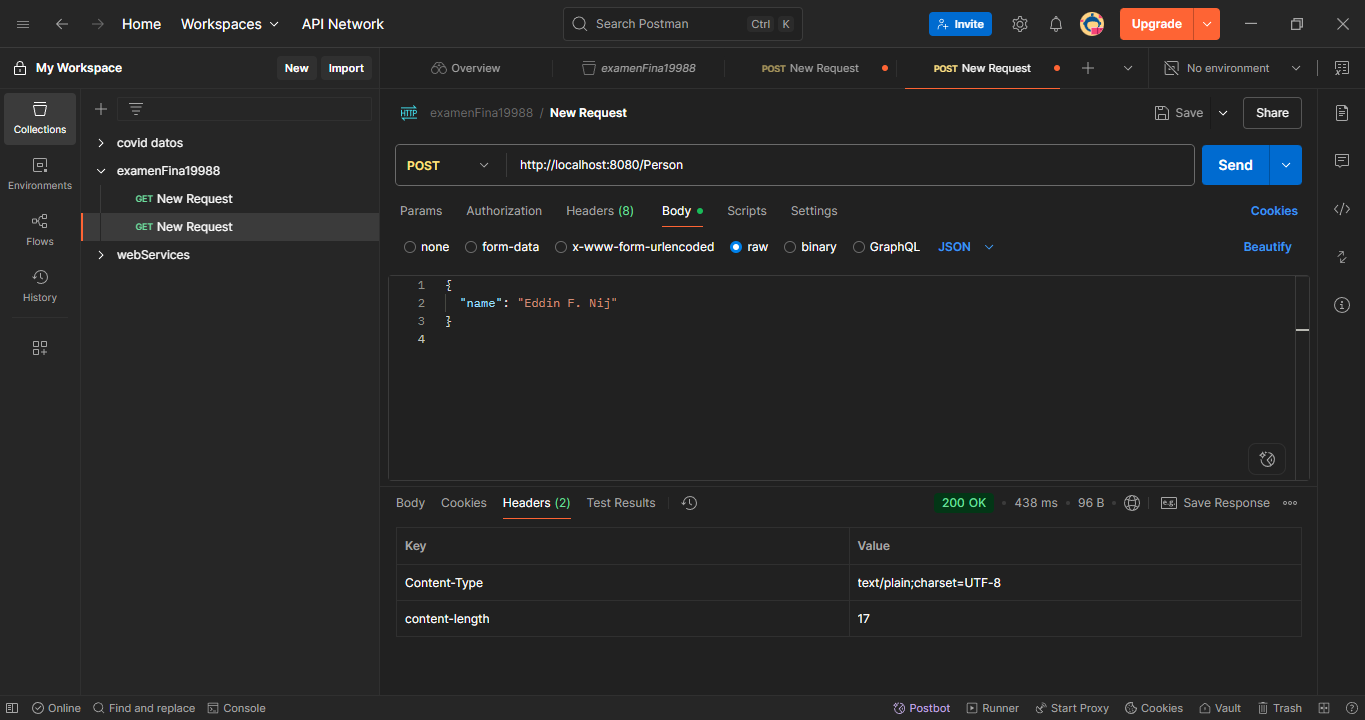 Home Workspaces API Network Search Postman Ctrl K Invite Upgrade
My Workspace New Import Overview examenFina19988 POST New Request POST New Request No environment
Collections
Environments
Flows
History
covid datos
examenFina19988
GET New Request
GET New Request
webServices
HTTP examenFina19988 / New Request Save Share
POST http://localhost:8080/Person Send
Params Authorization Headers (8) Body Scripts Settings Cookies
none form-data x-www-form-urlencoded raw binary GraphQL JSON Beautify
1 {
2 "name": "Eddin F. Nij"
3 }
4
Body Cookies Headers (2) Test Results 200 OK 438 ms 96 B e.g. Save Response
Key Value
Content-Type text/plain;charset=UTF-8
content-length 17
Online Find and replace Console Postbot Runner Start Proxy Cookies Vault Trash